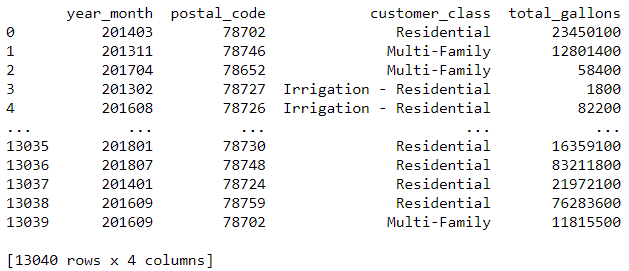 year_month postal_code customer_class total_gallons
0 201403 78702 Residential 23450100
1 201311 78746 Multi-Family 12801400
2 201704 78652 Multi-Family 58400
3 201302 78727 Irrigation - Residential 1800
4 201608 78726 Irrigation - Residential 82200
... ... ... ... ...
13035 201801 78730 Residential 16359100
13036 201807 78748 Residential 83211800
13037 201401 78724 Residential 21972100
13038 201609 78759 Residential 76283600
13039 201609 78702 Multi-Family 11815500
[13040 rows x 4 columns]